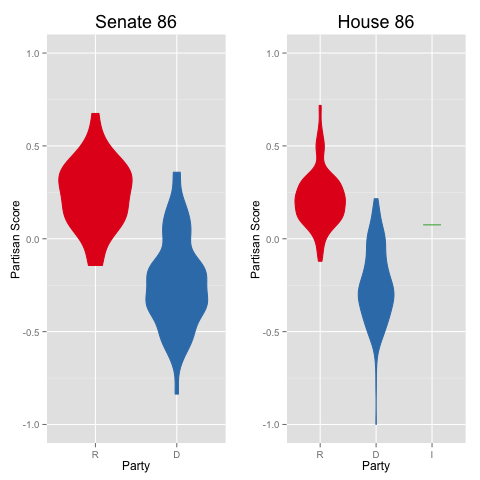 Senate 86
1.0
0.5
0.0
-0.5
-1.0
Partisan Score
R D
Party
House 86
1.0
0.5
0.0
-0.5
-1.0
Partisan Score
R D I
Party